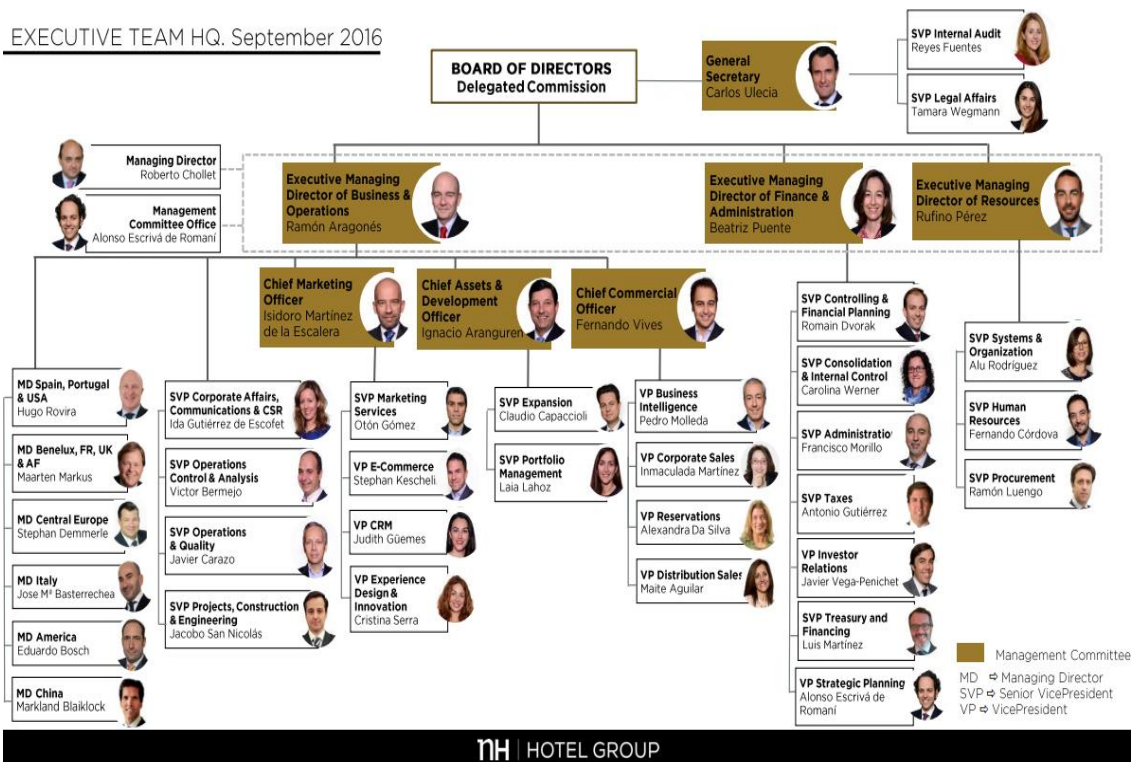 EXECUTIVE TEAM HQ. September 2016
BOARD OF DIRECTORS
Delegated Commission
General
Secretary
Carlos Ulecia
SVP Internal Audit
Reyes Fuentes
SVP Legal Affairs
Tamara Wegmann
Managing Director
Roberto Chollet
Management
Committee Office
Alonso Escrivá de Romaní
Executive Managing
Director of Business &
Operations
Ramón Aragonés
Executive Managing
Director of Finance &
Administration
Beatriz Puente
Executive Managing
Director of Resources
Rufino Pérez
Chief Marketing
Officer
Isidoro Martínez
de la Escalera
Chief Assets &
Development
Officer
Ignacio Aranguren
Chief Commercial
Officer
Fernando Vives
MD Spain, Portugal
& USA
Hugo Rovira
MD Benelux, FR, UK
& AF
Maarten Markus
MD Central Europe
Stephan Demmerle
MD Italy
Jose Mª Basterrechea
MD America
Eduardo Bosch
MD China
Markland Blaiklock
SVP Corporate Affairs,
Communications & CSR
Ida Gutiérrez de Escofet
SVP Operations
Control & Analysis
Victor Bermejo
SVP Operations
& Quality
Javier Carazo
SVP Projects, Construction
& Engineering
Jacobo San Nicolás
SVP Marketing
Services
Otón Gómez
VP E-Commerce
Stephan Kescheli
VP CRM
Judith Güemes
VP Experience
Design &
Innovation
Cristina Serra
SVP Expansion
Claudio Capaccioli
SVP Portfolio
Management
Laia Lahoz
VP Business
Intelligence
Pedro Molleda
VP Corporate Sales
Inmaculada Martínez
VP Reservations
Alexandra Da Silva
VP Distribution Sales
Maite Aguilar
SVP Controlling &
Financial Planning
Romain Dvorak
SVP Consolidation
& Internal Control
Carolina Werner
SVP Administratio
Francisco Morillo
SVP Taxes
Antonio Gutiérrez
VP Investor
Relations
Javier Vega-Penichet
SVP Treasury and
Financing
Luis Martínez
VP Strategic Planning
Alonso Escrivá de
Romaní
SVP Systems &
Organization
Alu Rodríguez
SVP Human
Resources
Fernando Córdova
SVP Procurement
Ramón Luengo
Management Committee
MD ⇨ Managing Director
SVP ⇨ Senior VicePresident
VP ⇨ VicePresident
NH | HOTEL GROUP